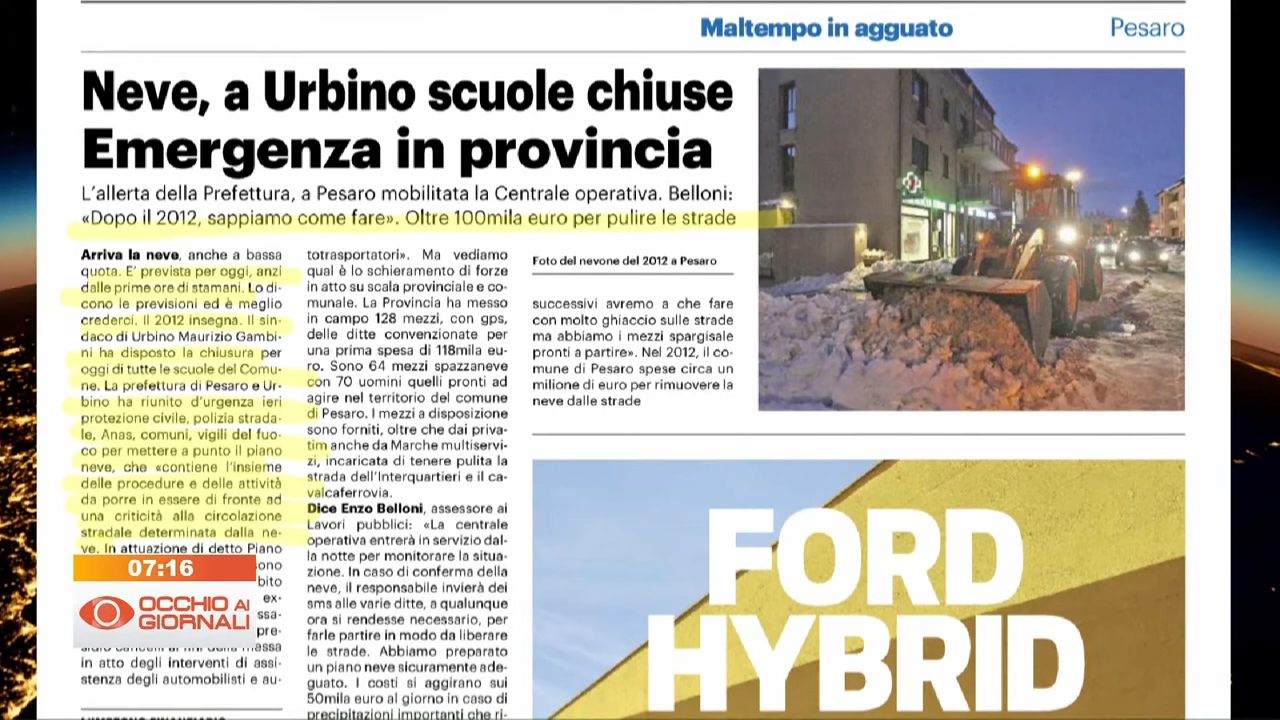 Maltempo in agguato
Pesaro
Neve, a Urbino scuole chiuse
Emergenza in provincia
L'allerta della Prefettura, a Pesaro mobilitata la Centrale operativa. Belloni:
«Dopo il 2012, sappiamo come fare». Oltre 100mila euro per pulire le strade
Arriva la neve, anche a bassa
quota. E' prevista per oggi, anzi
dalle prime ore di stamani. Lo di-
cono le previsioni ed è meglio
crederci. Il 2012 insegna. Il sin-
daco di Urbino Maurizio Gambi-
ni ha disposto la chiusura per
oggi di tutte le scuole del Comu-
ne. La prefettura di Pesaro e Ur-
bino ha riunito d'urgenza ieri
protezione civile, polizia strada-
le, Anas, comuni, vigili del fuo-
co per mettere a punto il piano
neve, che «contiene l'insieme
delle procedure e delle attività
da porre in essere di fronte ad
una criticità alla circolazione
stradale determinata dalla ne-
ve. In attuazione di detto Piano
sono
bito
ex-
ssa-
pre-
messa
in atto degli interventi di assi-
stenza degli automobilisti e au-
totrasportatori». Ma vediamo
qual è lo schieramento di forze
in atto su scala provinciale e co-
munale. La Provincia ha messo
in campo 128 mezzi, con gps,
delle ditte convenzionate per
una prima spesa di 118mila eu-
ro. Sono 64 mezzi spazzaneve
con 70 uomini quelli pronti ad
agire nel territorio del comune
di Pesaro. I mezzi a disposizione
sono forniti, oltre che dai priva-
tim anche da Marche multiservi-
zi, incaricata di tenere pulita la
strada dell'Interquartieri e il ca-
valcaferrovia.
Dice Enzo Belloni, assessore ai
Lavori pubblici: «La centrale
operativa entrerà in servizio dal-
la notte per monitorare la situa-
zione. In caso di conferma della
neve, il responsabile invierà dei
sms alle varie ditte, a qualunque
ora si rendesse necessario, per
farle partire in modo da liberare
le strade. Abbiamo preparato
un piano neve sicuramente ade-
guato. I costi si aggirano sui
50mila euro al giorno in caso di
precipitazioni importanti che ri-
Foto del nevone del 2012 a Pesaro
successivi avremo a che fare
con molto ghiaccio sulle strade
ma abbiamo i mezzi spargisale
pronti a partire». Nel 2012, il co-
mune di Pesaro spese circa un
milione di euro per rimuovere la
neve dalle strade
FORD
HYBRID
07:16
OCCHIO AI
GIORNALI